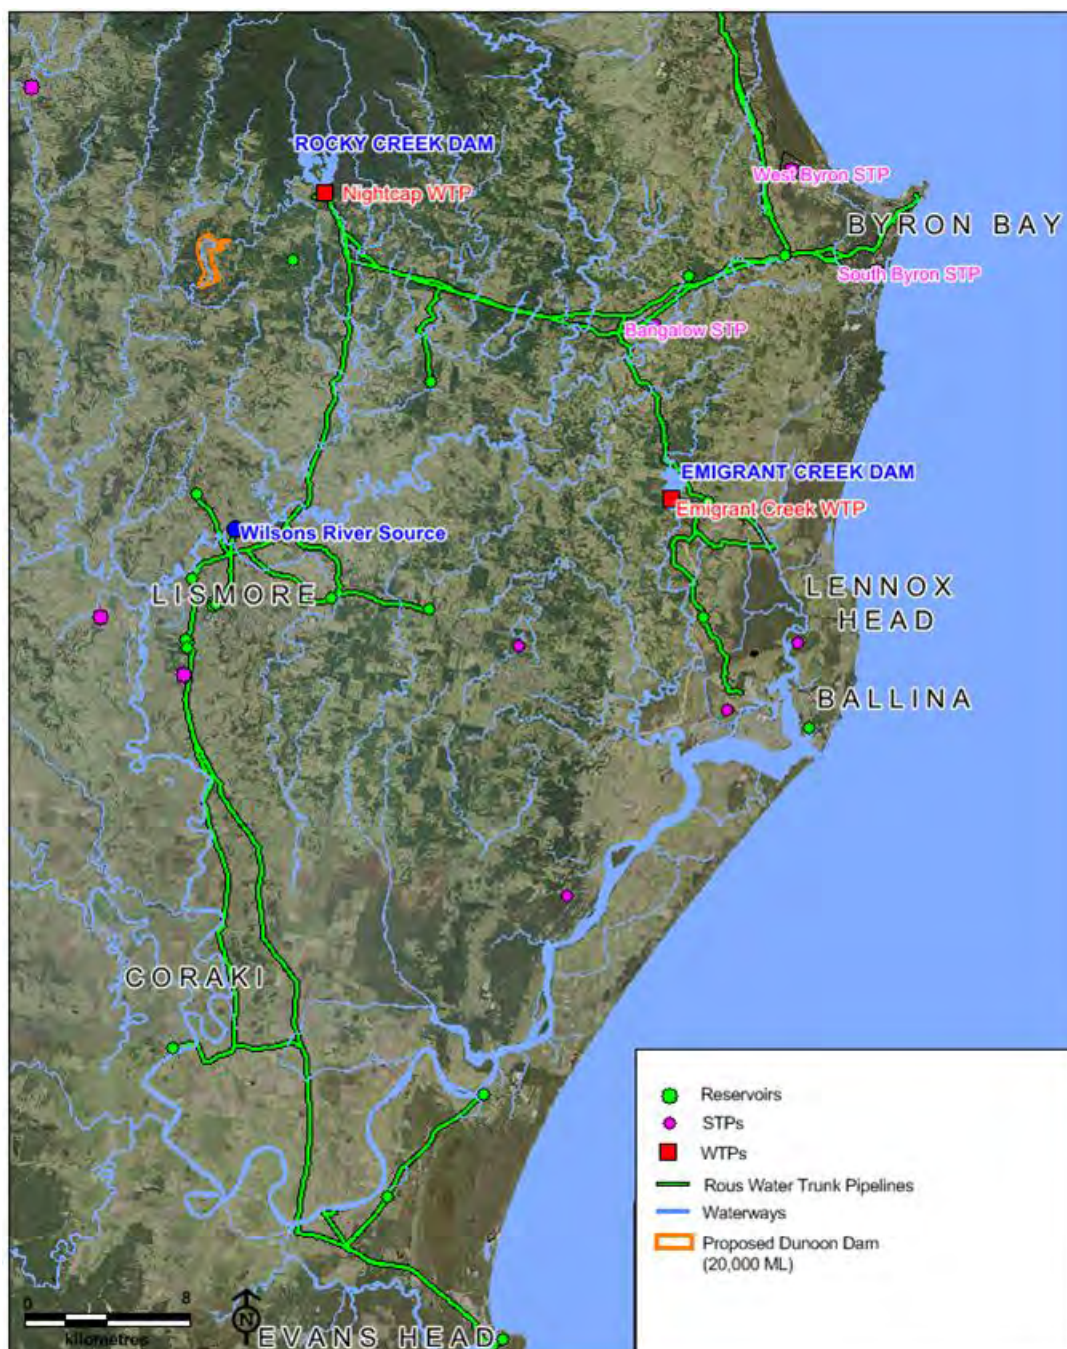 ROCKY CREEK DAM
Nightcap WTP
West Byron STP
BYRON BAY
South Byron STP
Bangalow STP
EMIGRANT CREEK DAM
Emigrant Creek WTP
Wilsons River Source
LISMORE
LENNOX
HEAD
BALLINA
CORAKI
Reservoirs
STPs
WTPs
Rous Water Trunk Pipelines
Waterways
Proposed Dunoon Dam
(20,000 ML)
0 8
kilometres
N
EVANS HEAD